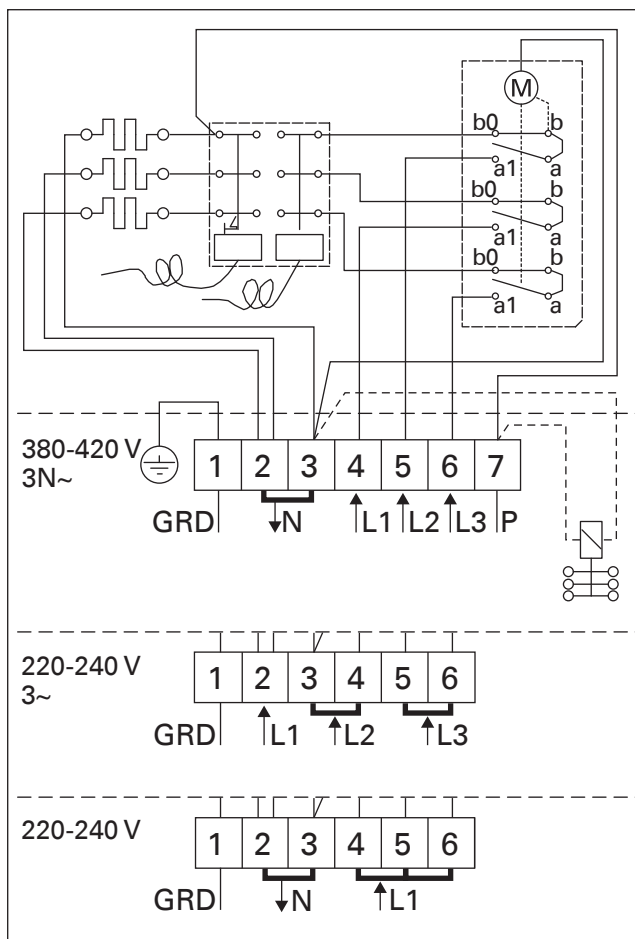 M
b0 b
a1 a
b0 b
a1 a
b0 b
a1 a
380-420 V
3N~
1 2 3 4 5 6 7
GRD N L1 L2 L3 P
220-240 V
3~
1 2 3 4 5 6
GRD L1 L2 L3
220-240 V
1 2 3 4 5 6
GRD N L1